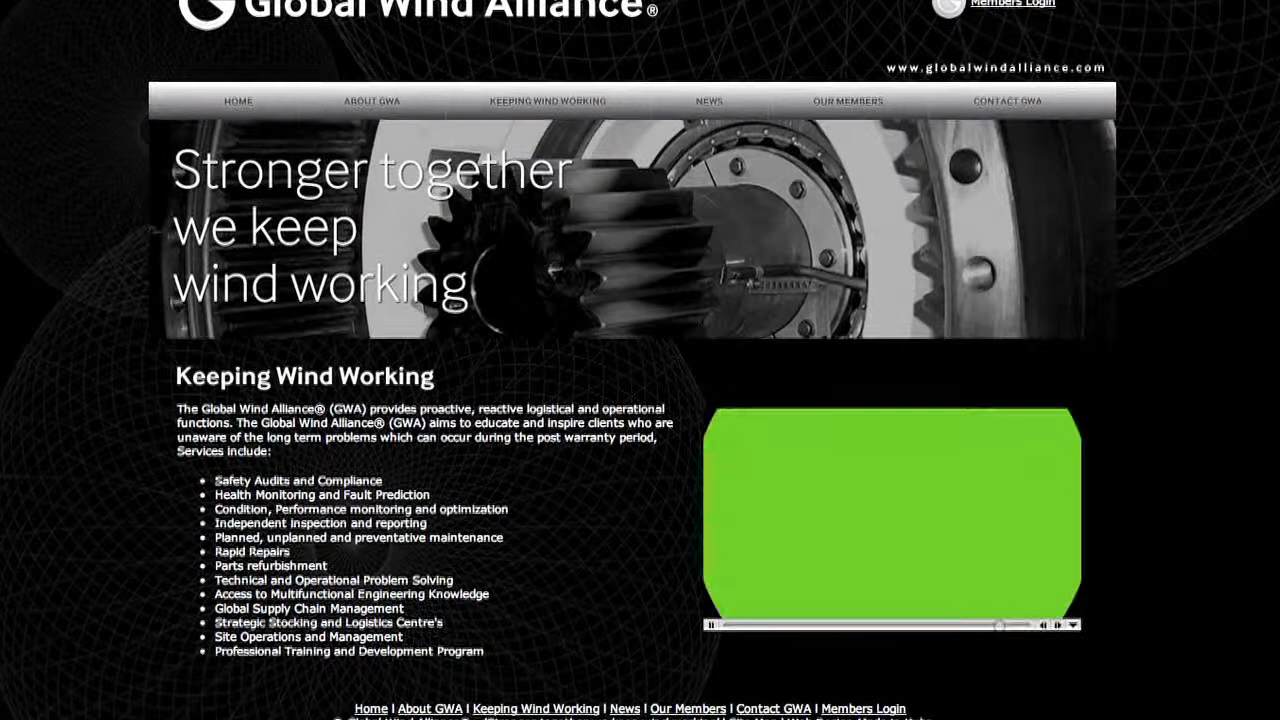 Global Wind Alliance®
Members Login
www.globalwindalliance.com
HOME ABOUT GWA KEEPING WIND WORKING NEWS OUR MEMBERS CONTACT GWA
Stronger together
we keep
wind working
Keeping Wind Working
The Global Wind Alliance® (GWA) provides proactive, reactive logistical and operational
functions. The Global Wind Alliance® (GWA) aims to educate and inspire clients who are
unaware of the long term problems which can occur during the post warranty period,
Services include:
• Safety Audits and Compliance
• Health Monitoring and Fault Prediction
• Condition, Performance monitoring and optimization
• Independent inspection and reporting
• Planned, unplanned and preventative maintenance
• Rapid Repairs
• Parts refurbishment
• Technical and Operational Problem Solving
• Access to Multifunctional Engineering Knowledge
• Global Supply Chain Management
• Strategic Stocking and Logistics Centre's
• Site Operations and Management
• Professional Training and Development Program
Home | About GWA | Keeping Wind Working | News | Our Members | Contact GWA | Members Login